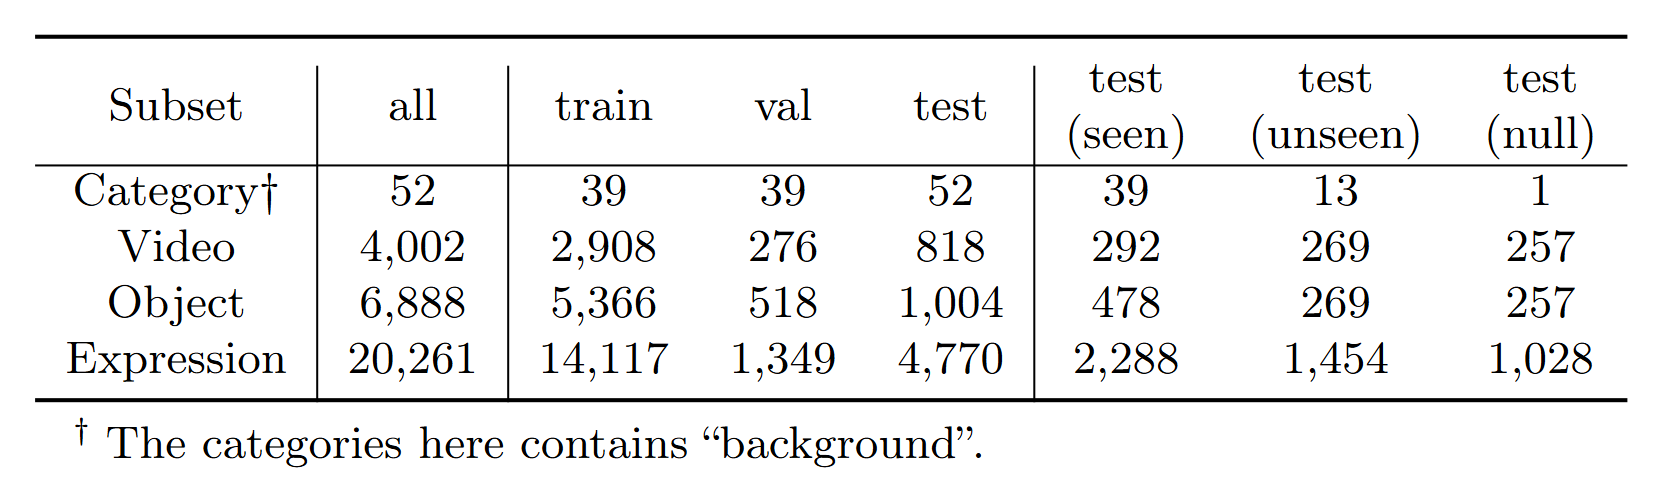 Subset all train val test test (seen) test (unseen) test (null)
Category† 52 39 39 52 39 13 1
Video 4,002 2,908 276 818 292 269 257
Object 6,888 5,366 518 1,004 478 269 257
Expression 20,261 14,117 1,349 4,770 2,288 1,454 1,028
† The categories here contains “background”.